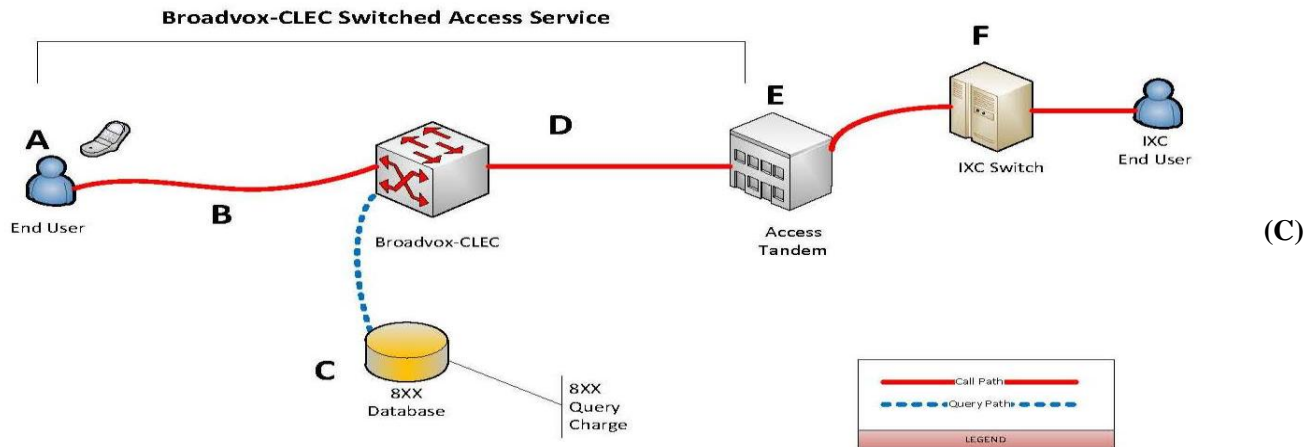 Broadvox-CLEC Switched Access Service
F
E
A
D
IXC
End User
IXC Switch
B
End User
Broadvox-CLEC
Access
Tandem
(C)
C
8XX
Database
8XX
Query
Charge
Call Path
Query Path
LEGEND